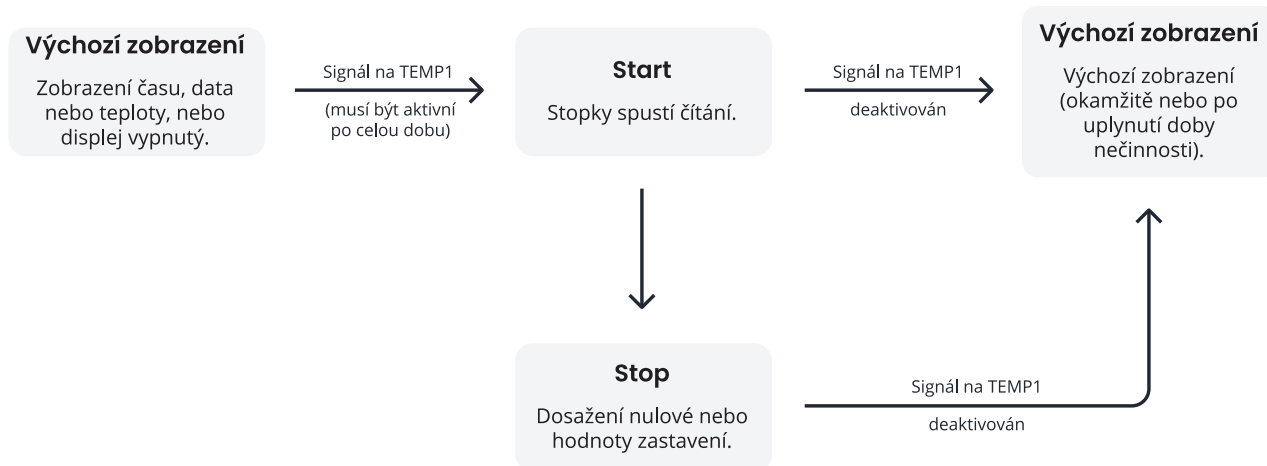 Výchozí zobrazení
Zobrazení času, data
nebo teploty, nebo
displej vypnutý.
Signál na TEMP1
(musí být aktivní
po celou dobu)
Start
Stopky spustí čítání.
Signál na TEMP1
deaktivován
Výchozí zobrazení
Výchozí zobrazení
(okamžitě nebo po
uplynutí doby
nečinnosti).
Stop
Dosažení nulové nebo
hodnoty zastavení.
Signál na TEMP1
deaktivován